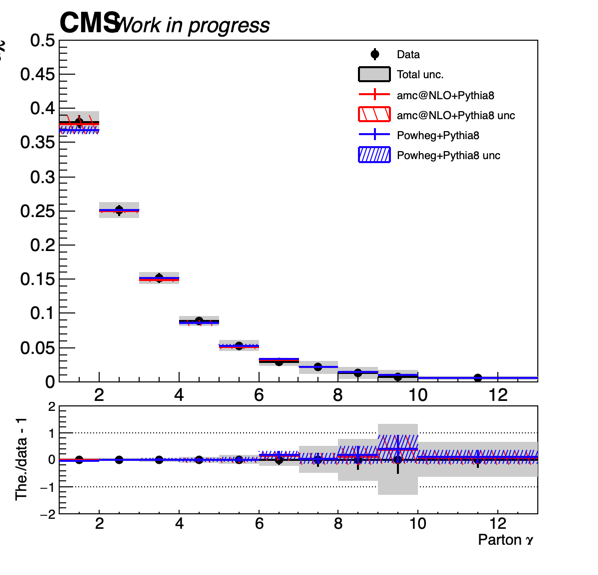 CMS Work in progress
Data
Total unc.
amc@NLO+Pythia8
amc@NLO+Pythia8 unc
Powheg+Pythia8
Powheg+Pythia8 unc
0.5
0.45
0.4
0.35
0.3
0.25
0.2
0.15
0.1
0.05
0
2 4 6 8 10 12
The./data - 1
2
1
0
−1
−2
2 4 6 8 10 12
Parton γ